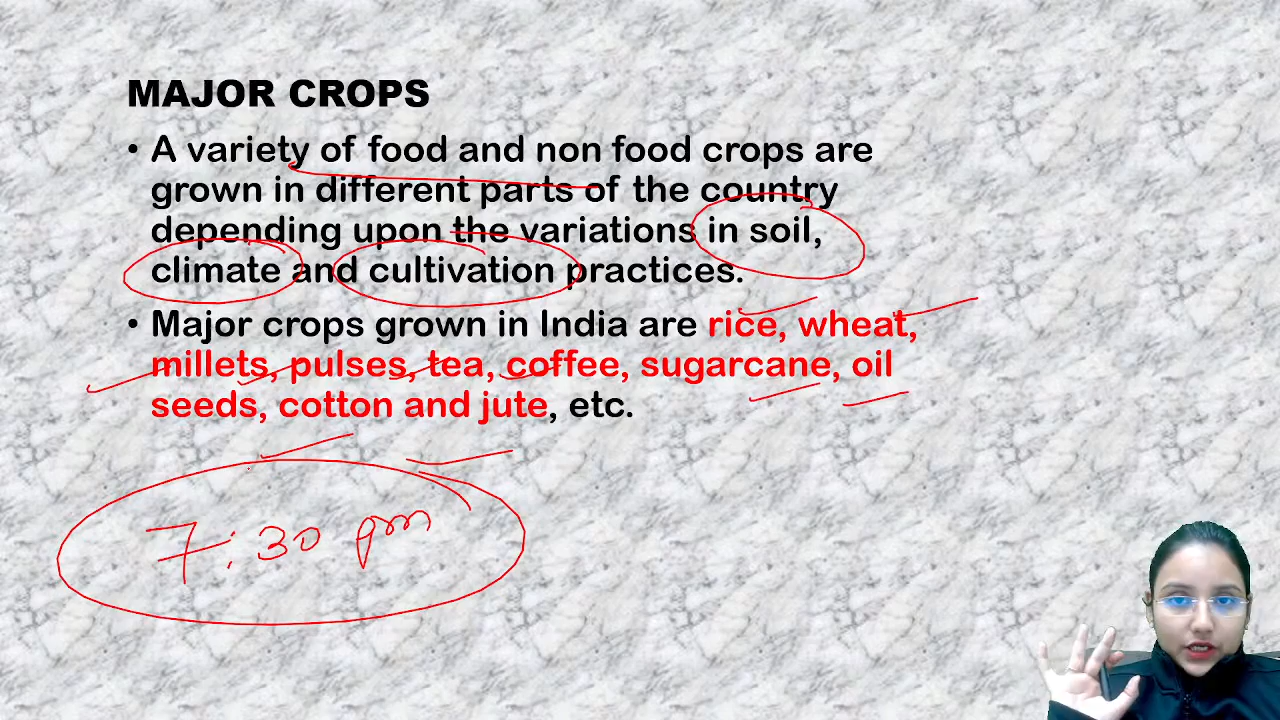 MAJOR CROPS
• A variety of food and non food crops are
grown in different parts of the country
depending upon the variations in soil,
climate and cultivation practices.
• Major crops grown in India are rice, wheat,
millets, pulses, tea, coffee, sugarcane, oil
seeds, cotton and jute, etc.
7:30 pm